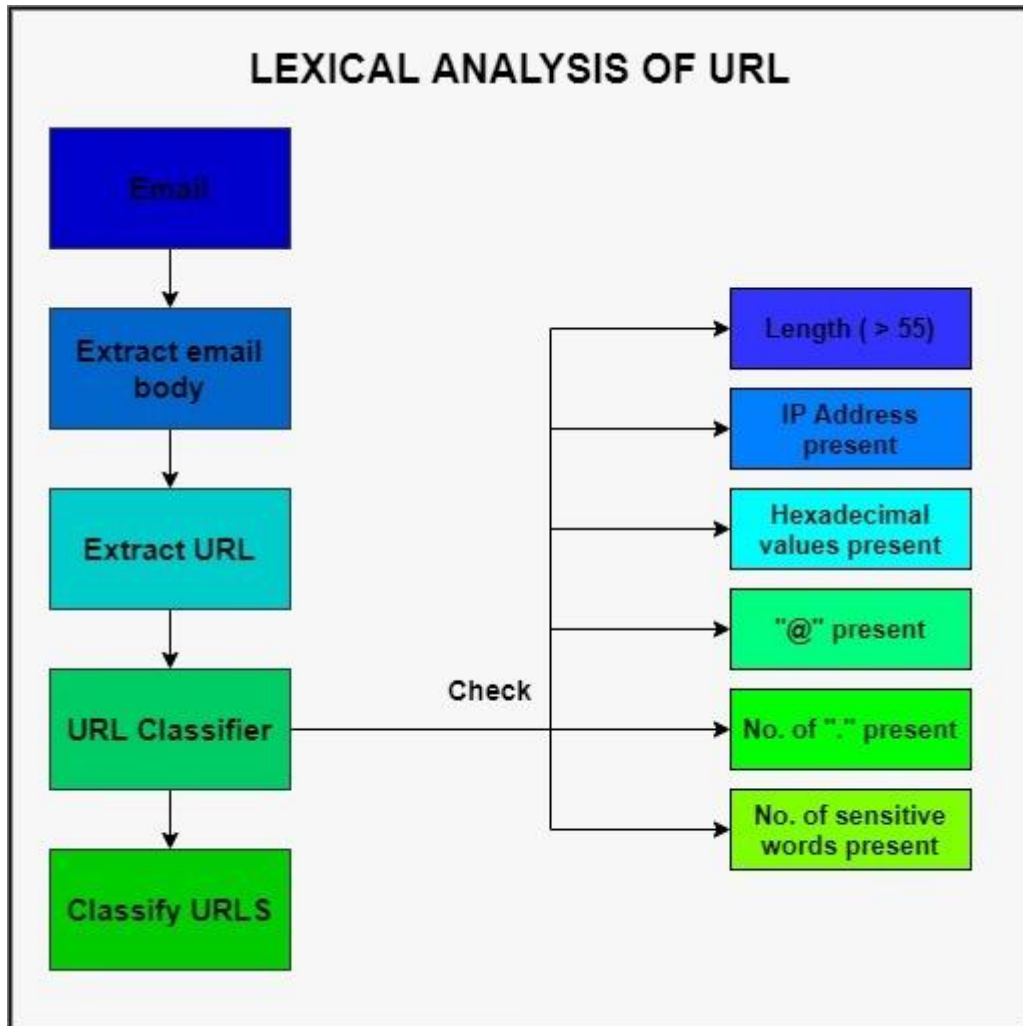 LEXICAL ANALYSIS OF URL
Email
Extract email
body
Extract URL
URL Classifier
Classify URLS
Check
Length ( > 55)
IP Address
present
Hexadecimal
values present
"@" present
No. of "." present
No. of sensitive
words present